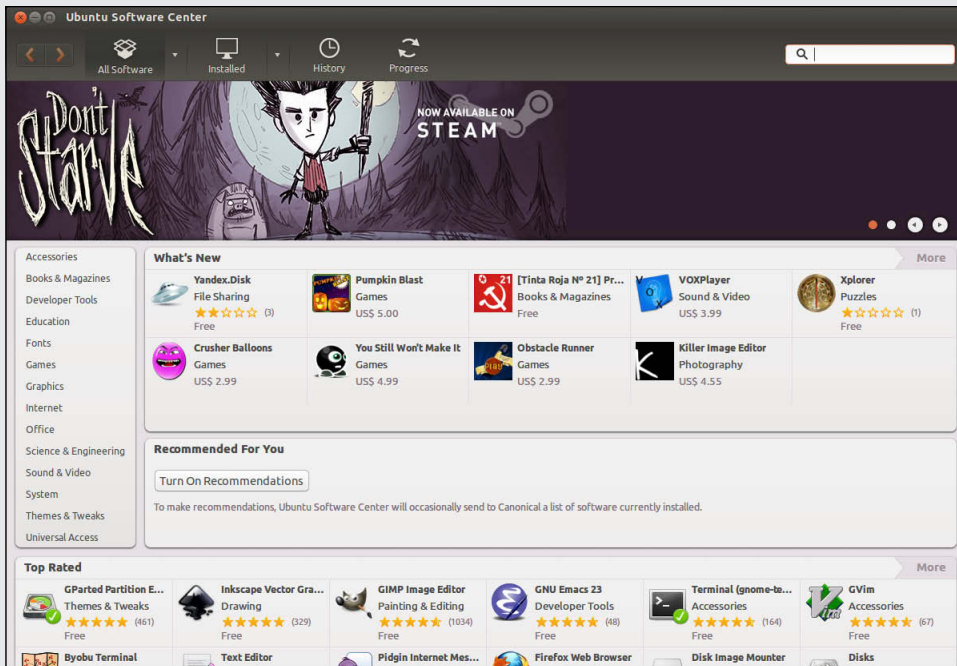 Ubuntu Software Center
All Software
Installed
History
Progress
Don't Starve
NOW AVAILABLE ON
STEAM
Accessories
Books & Magazines
Developer Tools
Education
Fonts
Games
Graphics
Internet
Office
Science & Engineering
Sound & Video
System
Themes & Tweaks
Universal Access
What's New
More
Yandex.Disk
File Sharing
(3)
Free
Pumpkin Blast
Games
US$ 5.00
[Tinta Roja Nº 21] Pr...
Books & Magazines
Free
VOXPlayer
Sound & Video
US$ 3.99
Xplorer
Puzzles
(1)
Free
Crusher Balloons
Games
US$ 2.99
You Still Won't Make It
Games
US$ 4.99
Obstacle Runner
Games
US$ 2.99
Killer Image Editor
Photography
US$ 4.55
Recommended For You
Turn On Recommendations
To make recommendations, Ubuntu Software Center will occasionally send to Canonical a list of software currently installed.
Top Rated
More
GParted Partition E...
Themes & Tweaks
(461)
Free
Inkscape Vector Gra...
Drawing
(329)
Free
GIMP Image Editor
Painting & Editing
(1034)
Free
GNU Emacs 23
Developer Tools
(48)
Free
Terminal (gnome-te...
Accessories
(164)
Free
GVim
Accessories
(67)
Free
Byobu Terminal
Text Editor
Pidgin Internet Mes...
Firefox Web Browser
Disk Image Mounter
Disks